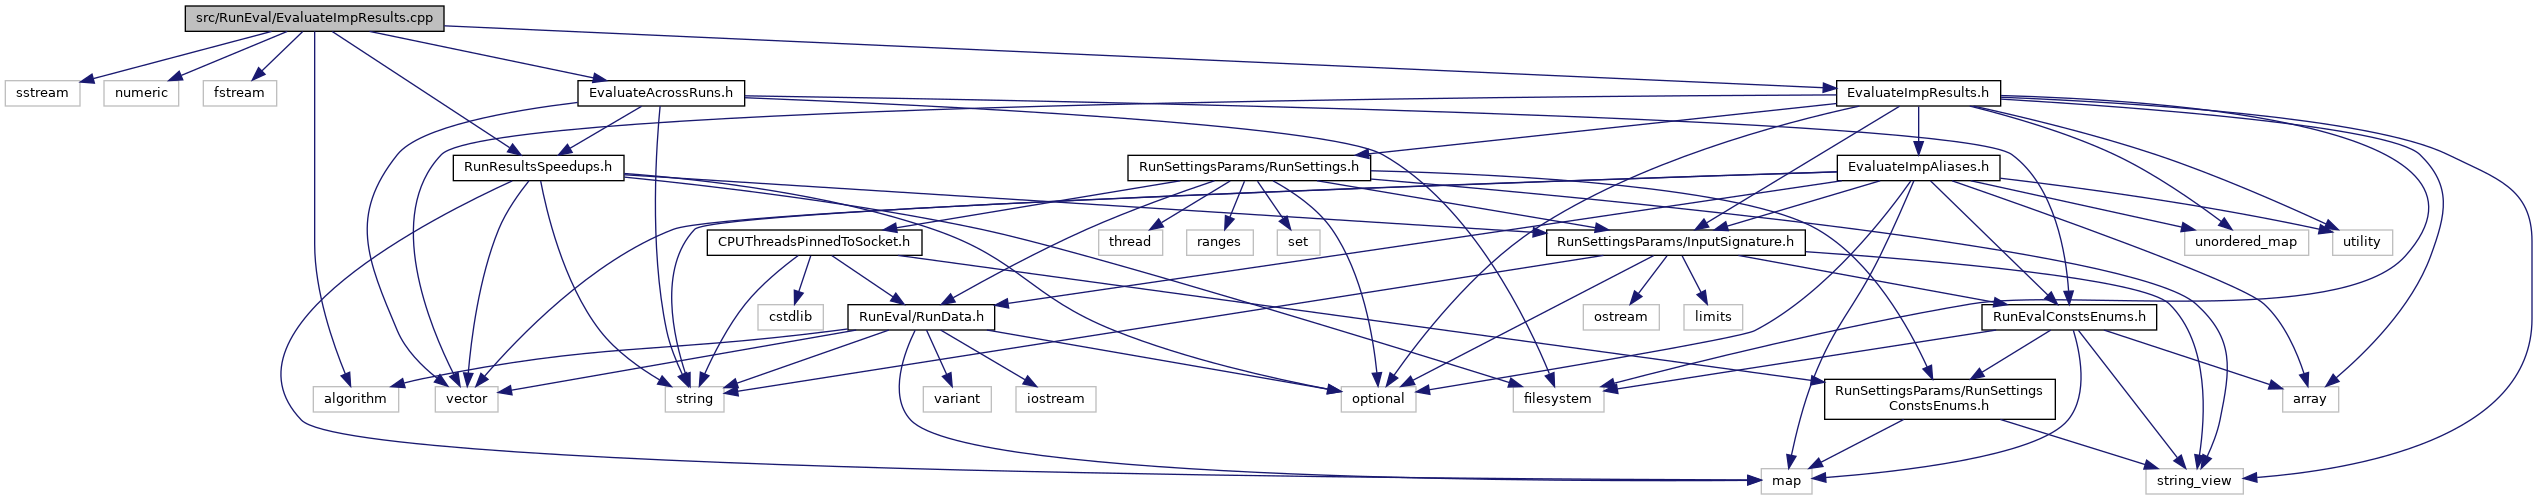 src/RunEval/EvaluateImpResults.cpp
sstream
numeric
fstream
EvaluateAcrossRuns.h
EvaluateImpResults.h
RunResultsSpeedups.h
RunSettingsParams/RunSettings.h
EvaluateImpAliases.h
CPUThreadsPinnedToSocket.h
thread
ranges
set
RunSettingsParams/InputSignature.h
unordered_map
utility
cstdlib
RunEval/RunData.h
ostream
limits
RunEvalConstsEnums.h
algorithm
vector
string
variant
iostream
optional
filesystem
RunSettingsParams/RunSettings
ConstsEnums.h
array
map
string_view